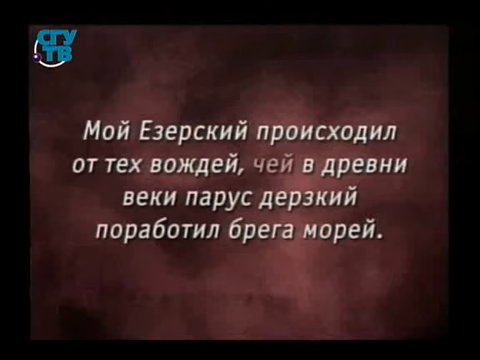 СГУ
ТВ
Мой Езерский происходил
от тех вождей, чей в древни
веки парус дерзкий
поработил брега морей.